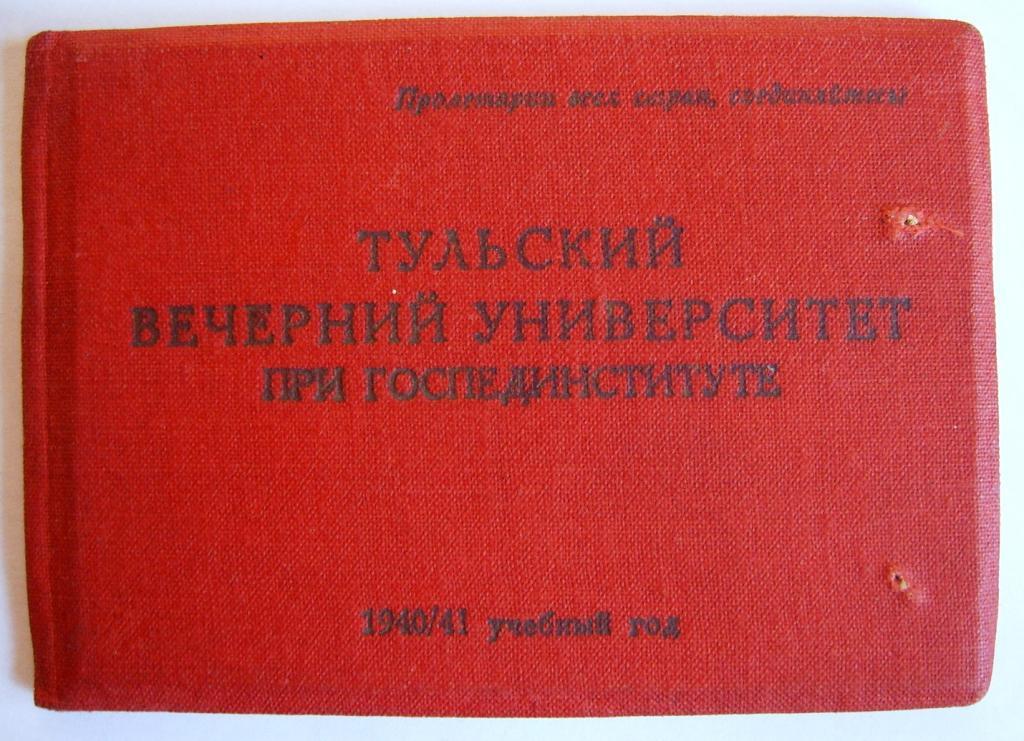 Пролетарии всех стран, соединяйтесь
ТУЛЬСКИЙ
ВЕЧЕРНИЙ УНИВЕРСИТЕТ
ПРИ ГОСПЕДИНСТИТУТЕ
1940/41 учебный год